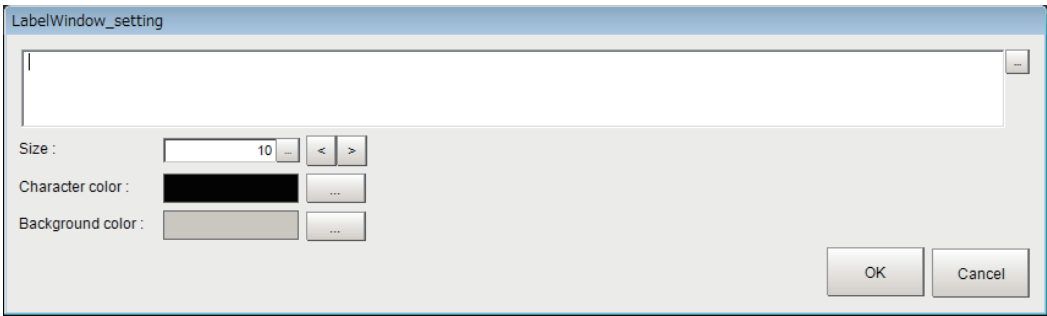 LabelWindow_setting
...
Size : 10 ... < >
Character color : ...
Background color : ...
OK Cancel